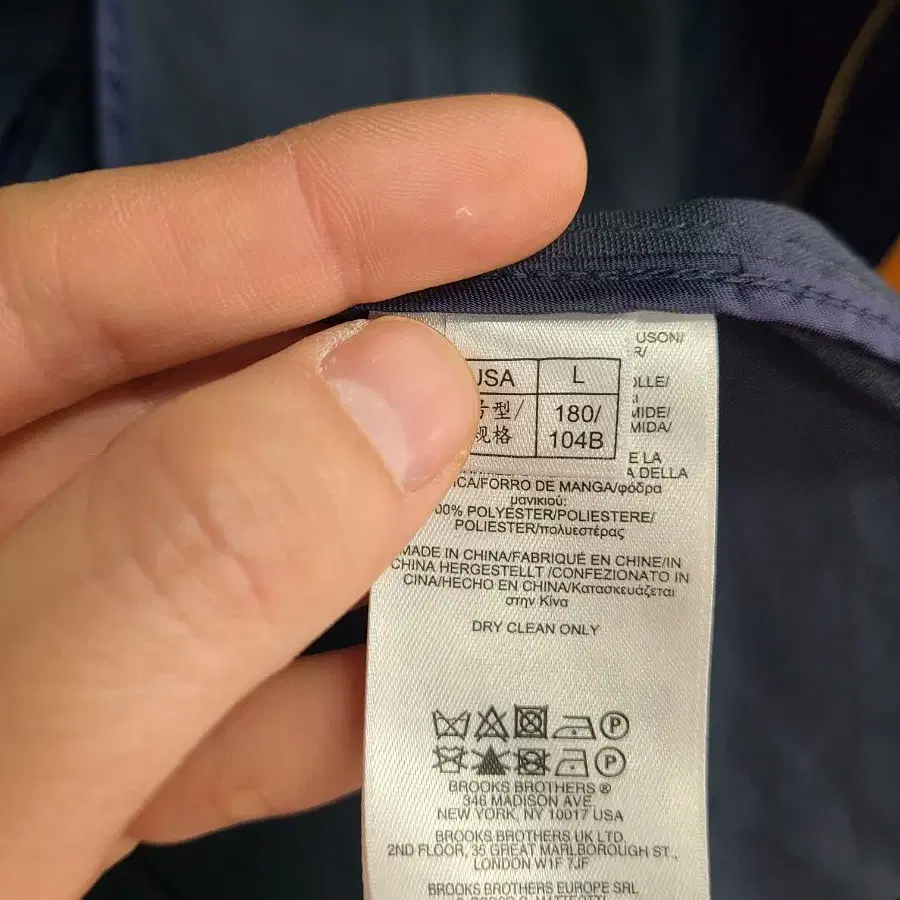 USON/
R/
USA L
OLLE/
号型/ 180/
规格 104B
MIDE/
MIDA/
E LA
A DELLA
ICA/FORRO DE MANGA/φόδρα
μανικιού:
00% POLYESTER/POLIESTERE/
POLIESTER/πολυεστέρας
MADE IN CHINA/FABRIQUÉ EN CHINE/IN
CHINA HERGESTELLT /CONFEZIONATO IN
CINA/HECHO EN CHINA/Κατασκευάζεται
στην Κίνα
DRY CLEAN ONLY
P
P
BROOKS BROTHERS ®
346 MADISON AVE.
NEW YORK, NY 10017 USA
BROOKS BROTHERS UK LTD.
2ND FLOOR, 35 GREAT MARLBOROUGH ST.,
LONDON W1F 7JF
BROOKS BROTHERS EUROPE SRL